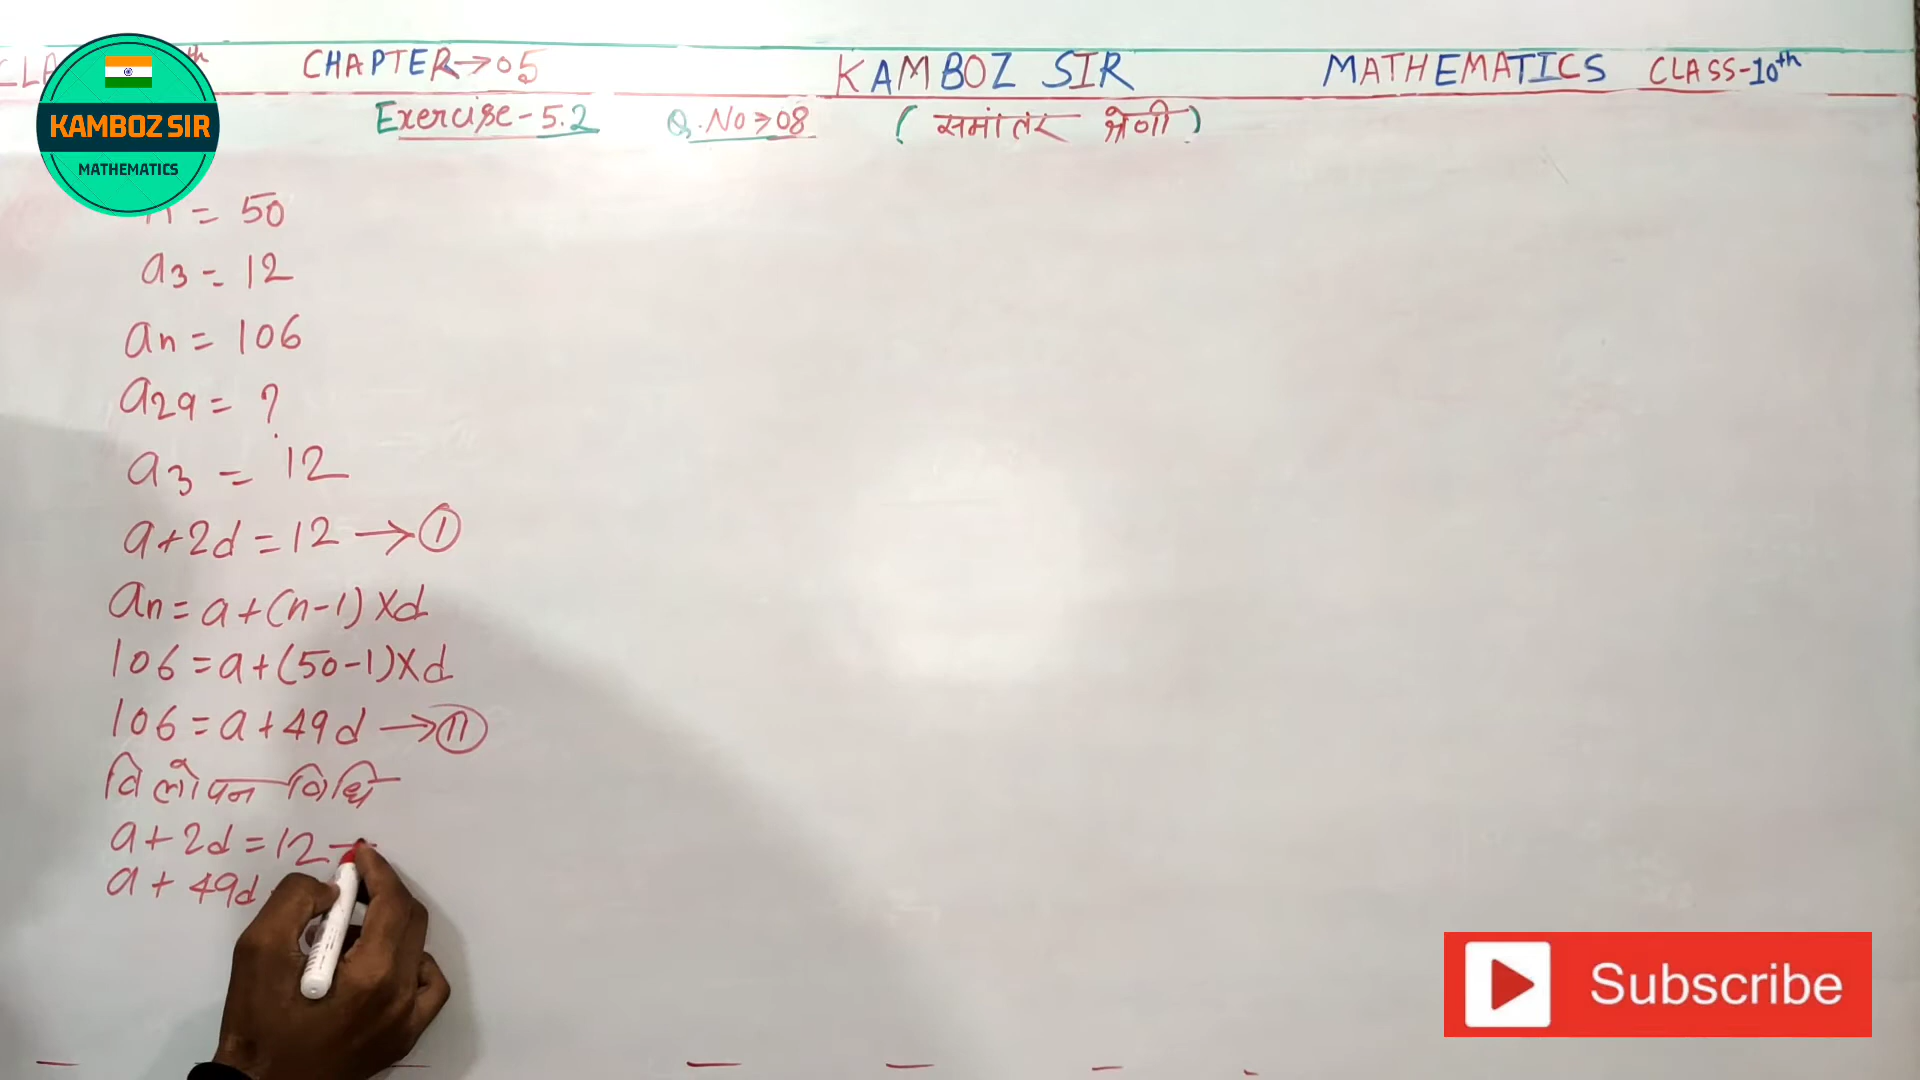 CHAPTER→05 KAMBOZ SIR MATHEMATICS CLASS-10th
Exercise-5.2 Q.No→08 (समांतर श्रेणी)
KAMBOZ SIR
MATHEMATICS
n = 50
a3 = 12
an = 106
a29 = ?
a3 = 12
a+2d = 12 → ①
an = a+(n-1)×d
106 = a+(50-1)×d
106 = a+49d → ⑪
विलोपन विधि
a+2d = 12
a + 49d
Subscribe